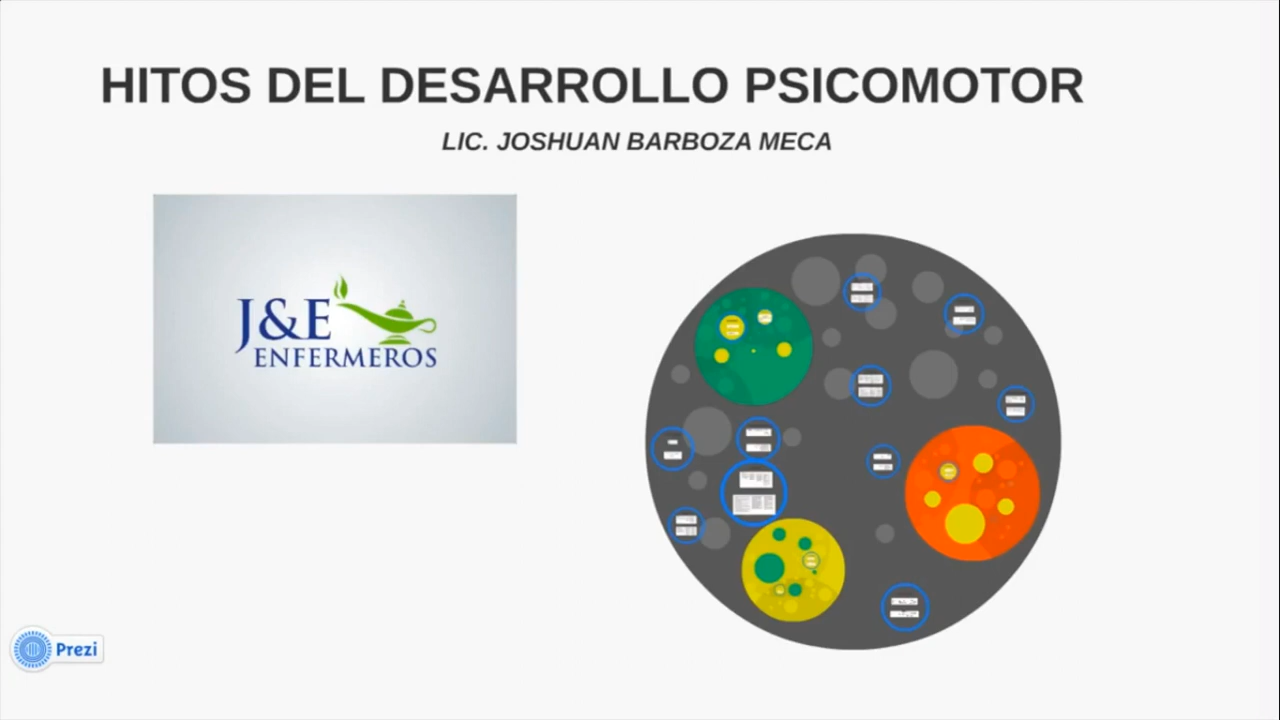 HITOS DEL DESARROLLO PSICOMOTOR
LIC. JOSHUAN BARBOZA MECA
J&E
ENFERMEROS
Prezi